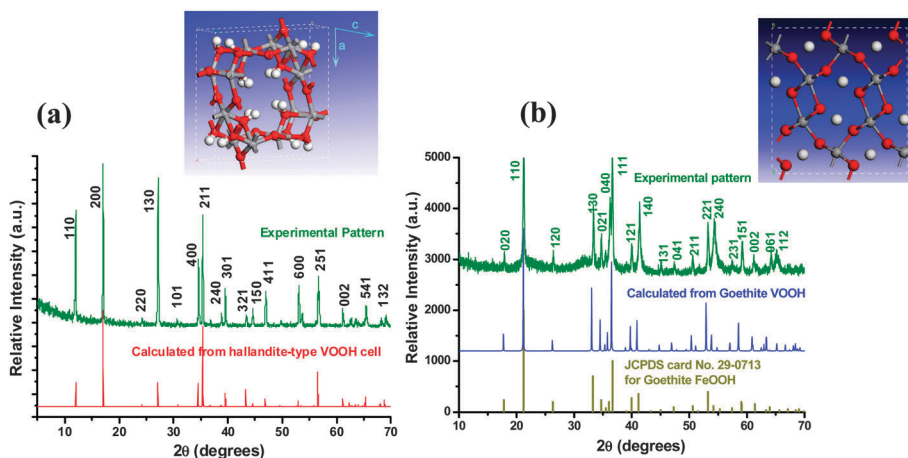 (a)
c
a
110
200
130
211
400
301
220
101
240
321
150
411
600
251
002
541
132
Experimental Pattern
Calculated from hallandite-type VOOH cell
Relative Intensity (a.u.)
5 10 20 30 40 50 60 70
2θ (degrees)
(b)
5000
4000
3000
2000
1000
0
110
020
120
130
021
040
111
121
140
131
041
211
221
240
231
151
002
061
112
Experimental pattern
Calculated from Goethite VOOH
JCPDS card No. 29-0713
for Goethite FeOOH
Relative Intensity (a.u.)
10 20 30 40 50 60 70
2θ (degrees)